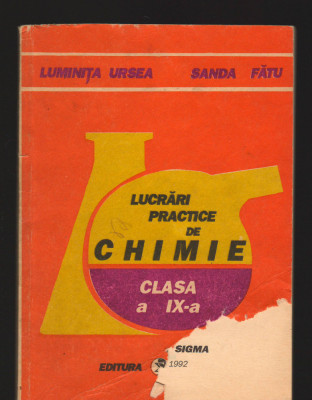 LUMINIȚA URSEA SANDA FĂTU
LUCRĂRI
PRACTICE
DE
CHIMIE
CLASA
a IX-a
SIGMA
EDITURA 1992